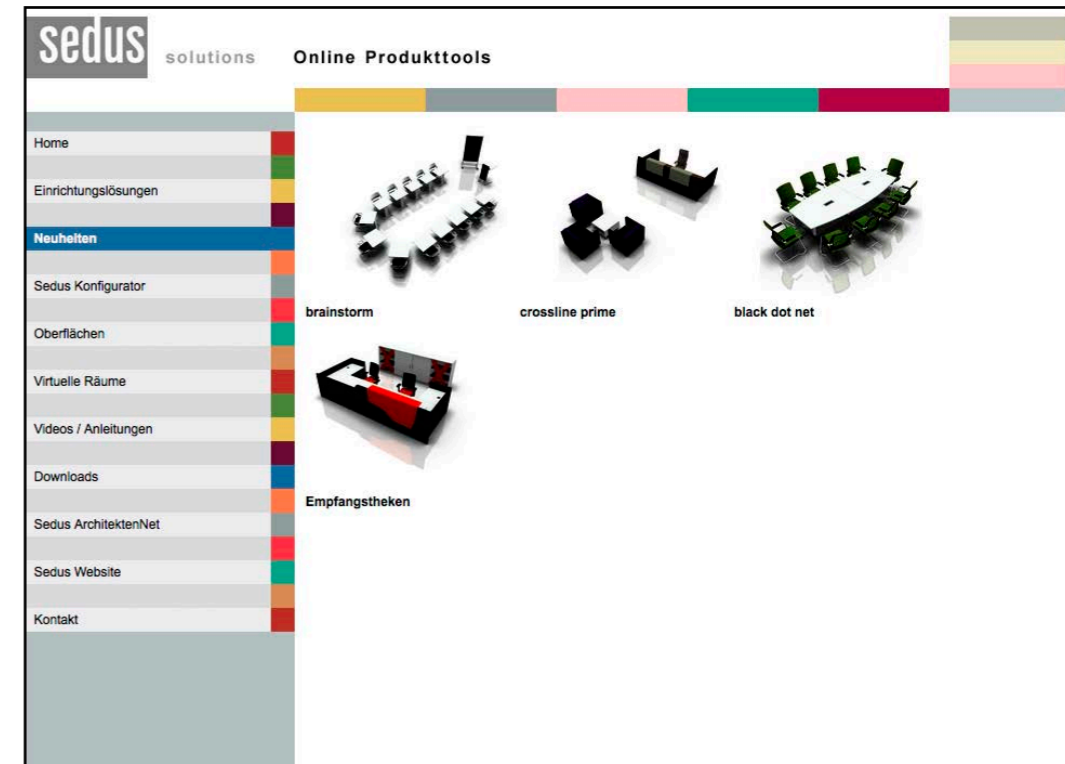 sedus solutions Online Produkttools
Home
Einrichtungslösungen
Neuheiten
Sedus Konfigurator
Oberflächen
Virtuelle Räume
Videos / Anleitungen
Downloads
Sedus ArchitektenNet
Sedus Website
Kontakt
brainstorm crossline prime black dot net
Empfangstheken